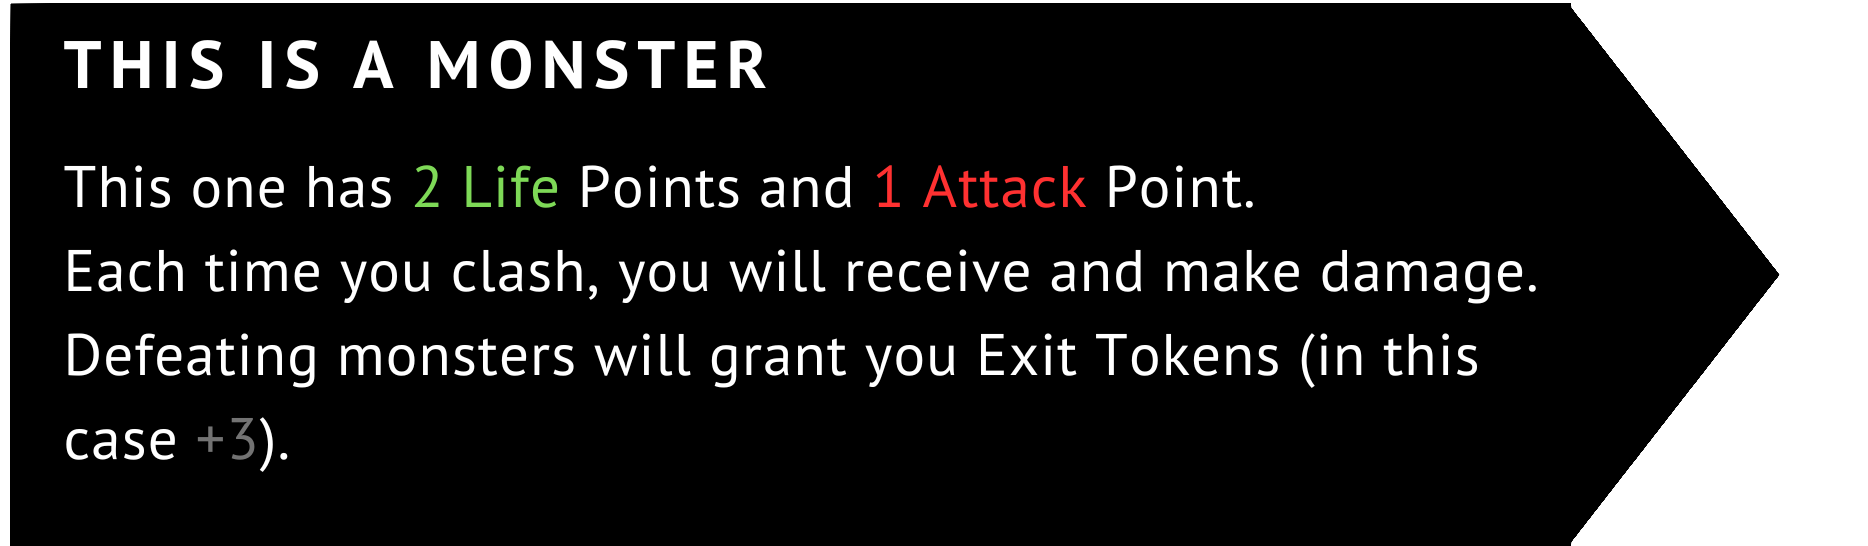 THIS IS A MONSTER
This one has 2 Life Points and 1 Attack Point.
Each time you clash, you will receive and make damage.
Defeating monsters will grant you Exit Tokens (in this
case +3).